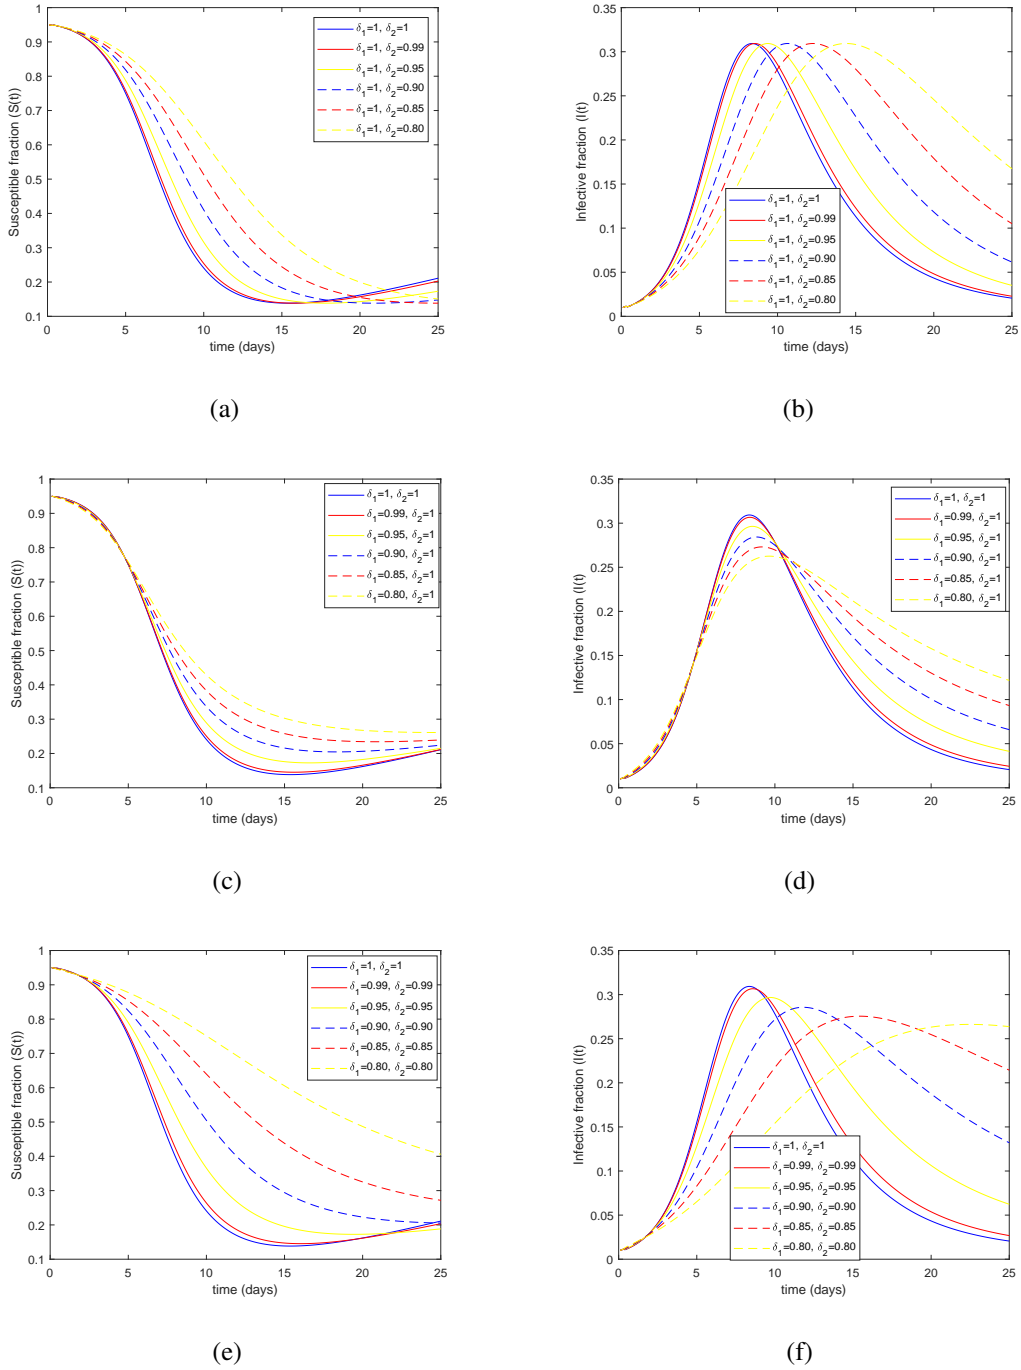 Susceptible fraction (S(t))
1
0.9
0.8
0.7
0.6
0.5
0.4
0.3
0.2
0.1
0 5 10 15 20 25
time (days)
δ1=1, δ2=1
δ1=1, δ2=0.99
δ1=1, δ2=0.95
δ1=1, δ2=0.90
δ1=1, δ2=0.85
δ1=1, δ2=0.80
(a)
Infective fraction (I(t)
0.35
0.3
0.25
0.2
0.15
0.1
0.05
0
0 5 10 15 20 25
time (days)
δ1=1, δ2=1
δ1=1, δ2=0.99
δ1=1, δ2=0.95
δ1=1, δ2=0.90
δ1=1, δ2=0.85
δ1=1, δ2=0.80
(b)
Susceptible fraction (S(t))
1
0.9
0.8
0.7
0.6
0.5
0.4
0.3
0.2
0.1
0 5 10 15 20 25
time (days)
δ1=1, δ2=1
δ1=0.99, δ2=1
δ1=0.95, δ2=1
δ1=0.90, δ2=1
δ1=0.85, δ2=1
δ1=0.80, δ2=1
(c)
Infective fraction (I(t)
0.35
0.3
0.25
0.2
0.15
0.1
0.05
0
0 5 10 15 20 25
time (days)
δ1=1, δ2=1
δ1=0.99, δ2=1
δ1=0.95, δ2=1
δ1=0.90, δ2=1
δ1=0.85, δ2=1
δ1=0.80, δ2=1
(d)
Susceptible fraction (S(t))
1
0.9
0.8
0.7
0.6
0.5
0.4
0.3
0.2
0.1
0 5 10 15 20 25
time (days)
δ1=1, δ2=1
δ1=0.99, δ2=0.99
δ1=0.95, δ2=0.95
δ1=0.90, δ2=0.90
δ1=0.85, δ2=0.85
δ1=0.80, δ2=0.80
(e)
Infective fraction (I(t)
0.35
0.3
0.25
0.2
0.15
0.1
0.05
0
0 5 10 15 20 25
time (days)
δ1=1, δ2=1
δ1=0.99, δ2=0.99
δ1=0.95, δ2=0.95
δ1=0.90, δ2=0.90
δ1=0.85, δ2=0.85
δ1=0.80, δ2=0.80
(f)